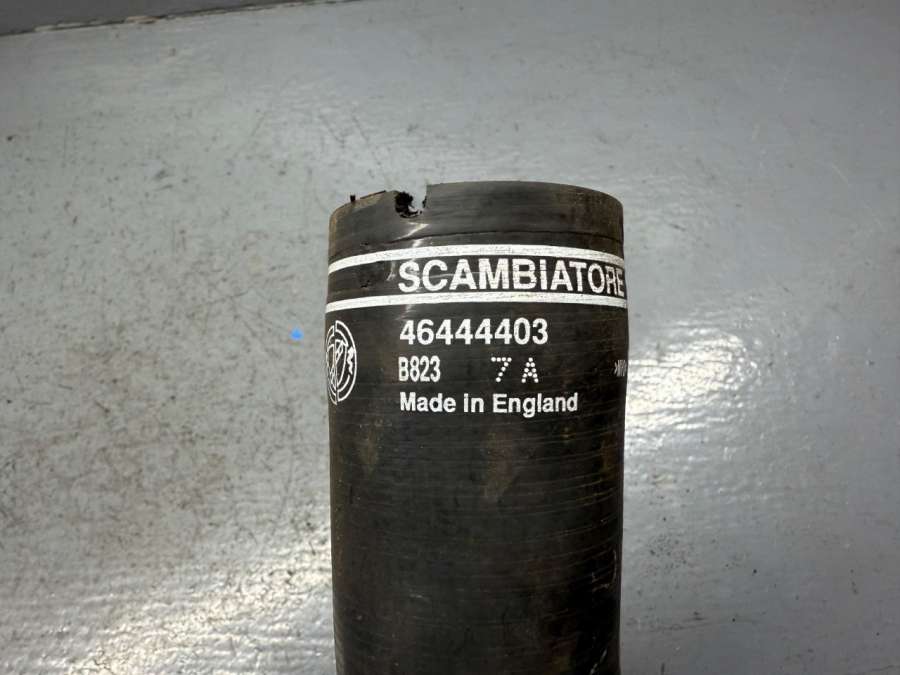 SCAMBIATORE
46444403
B823 7 A
Made in England